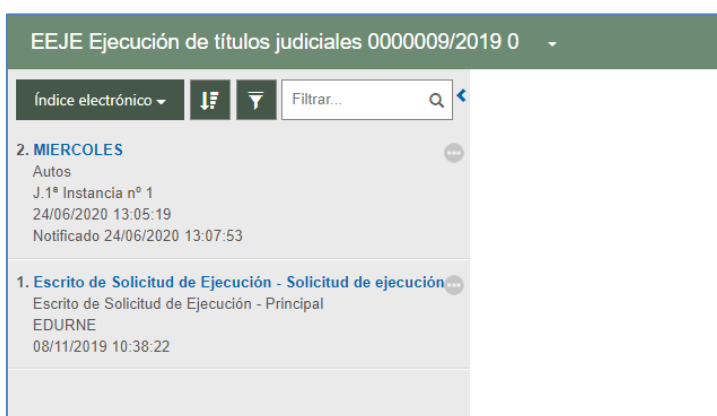 EEJE Ejecución de títulos judiciales 0000009/2019 0
Índice electrónico
Filtrar...
2. MIERCOLES
Autos
J.1ª Instancia nº 1
24/06/2020 13:05:19
Notificado 24/06/2020 13:07:53
1. Escrito de Solicitud de Ejecución - Solicitud de ejecución
Escrito de Solicitud de Ejecución - Principal
EDURNE
08/11/2019 10:38:22